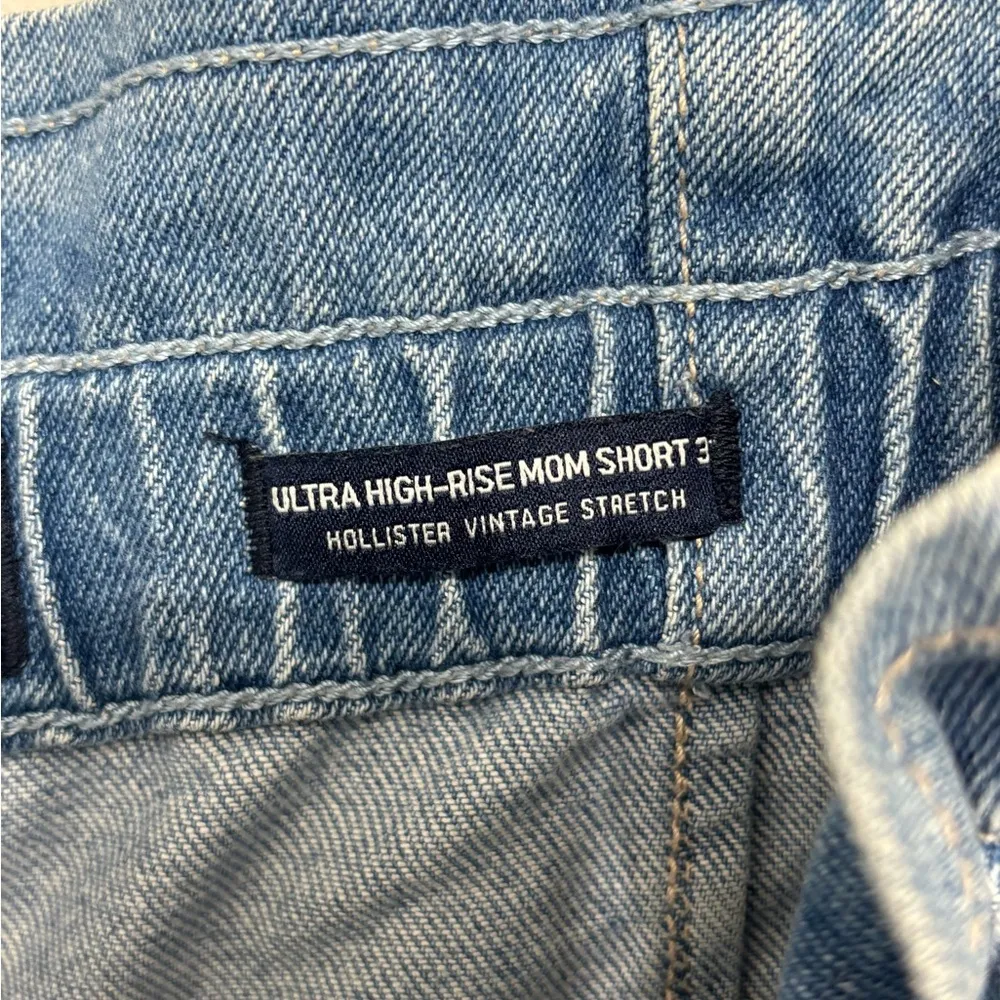 ULTRA HIGH-RISE MOM SHORT 3
HOLLISTER VINTAGE STRETCH